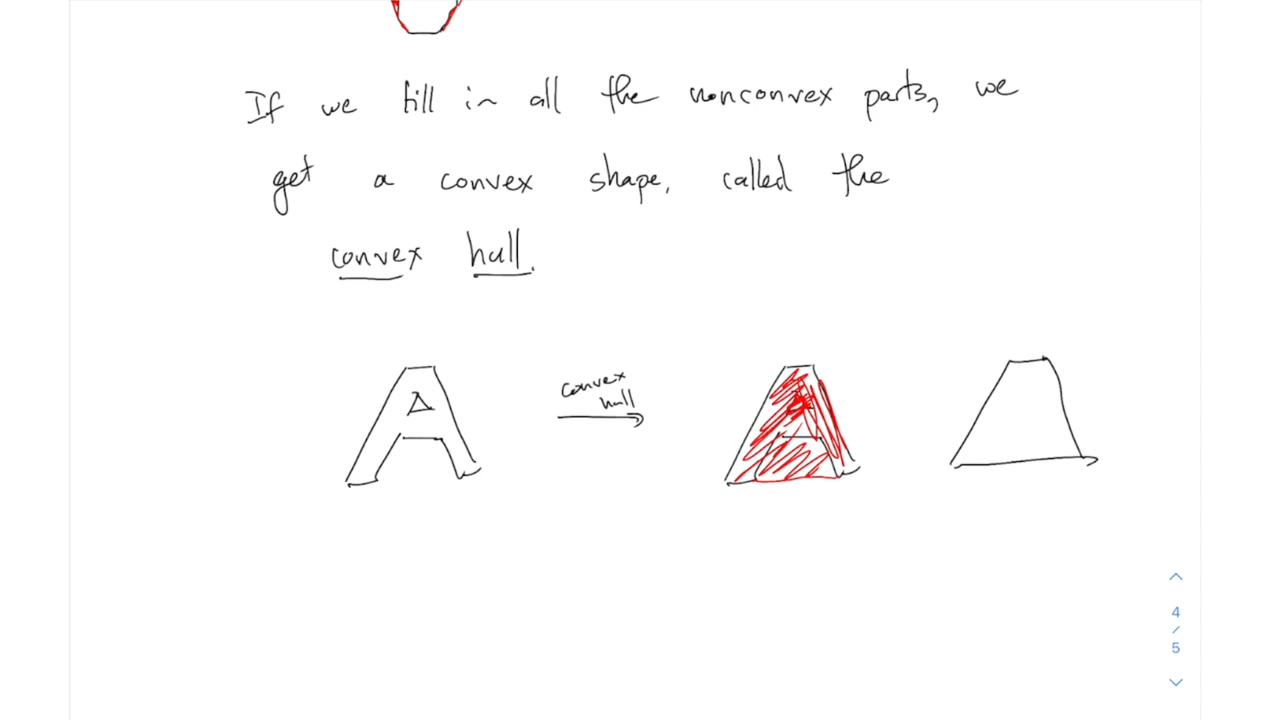 If we fill in all the nonconvex parts, we
get a convex shape, called the
convex hull.
convex
hull
4
/
5